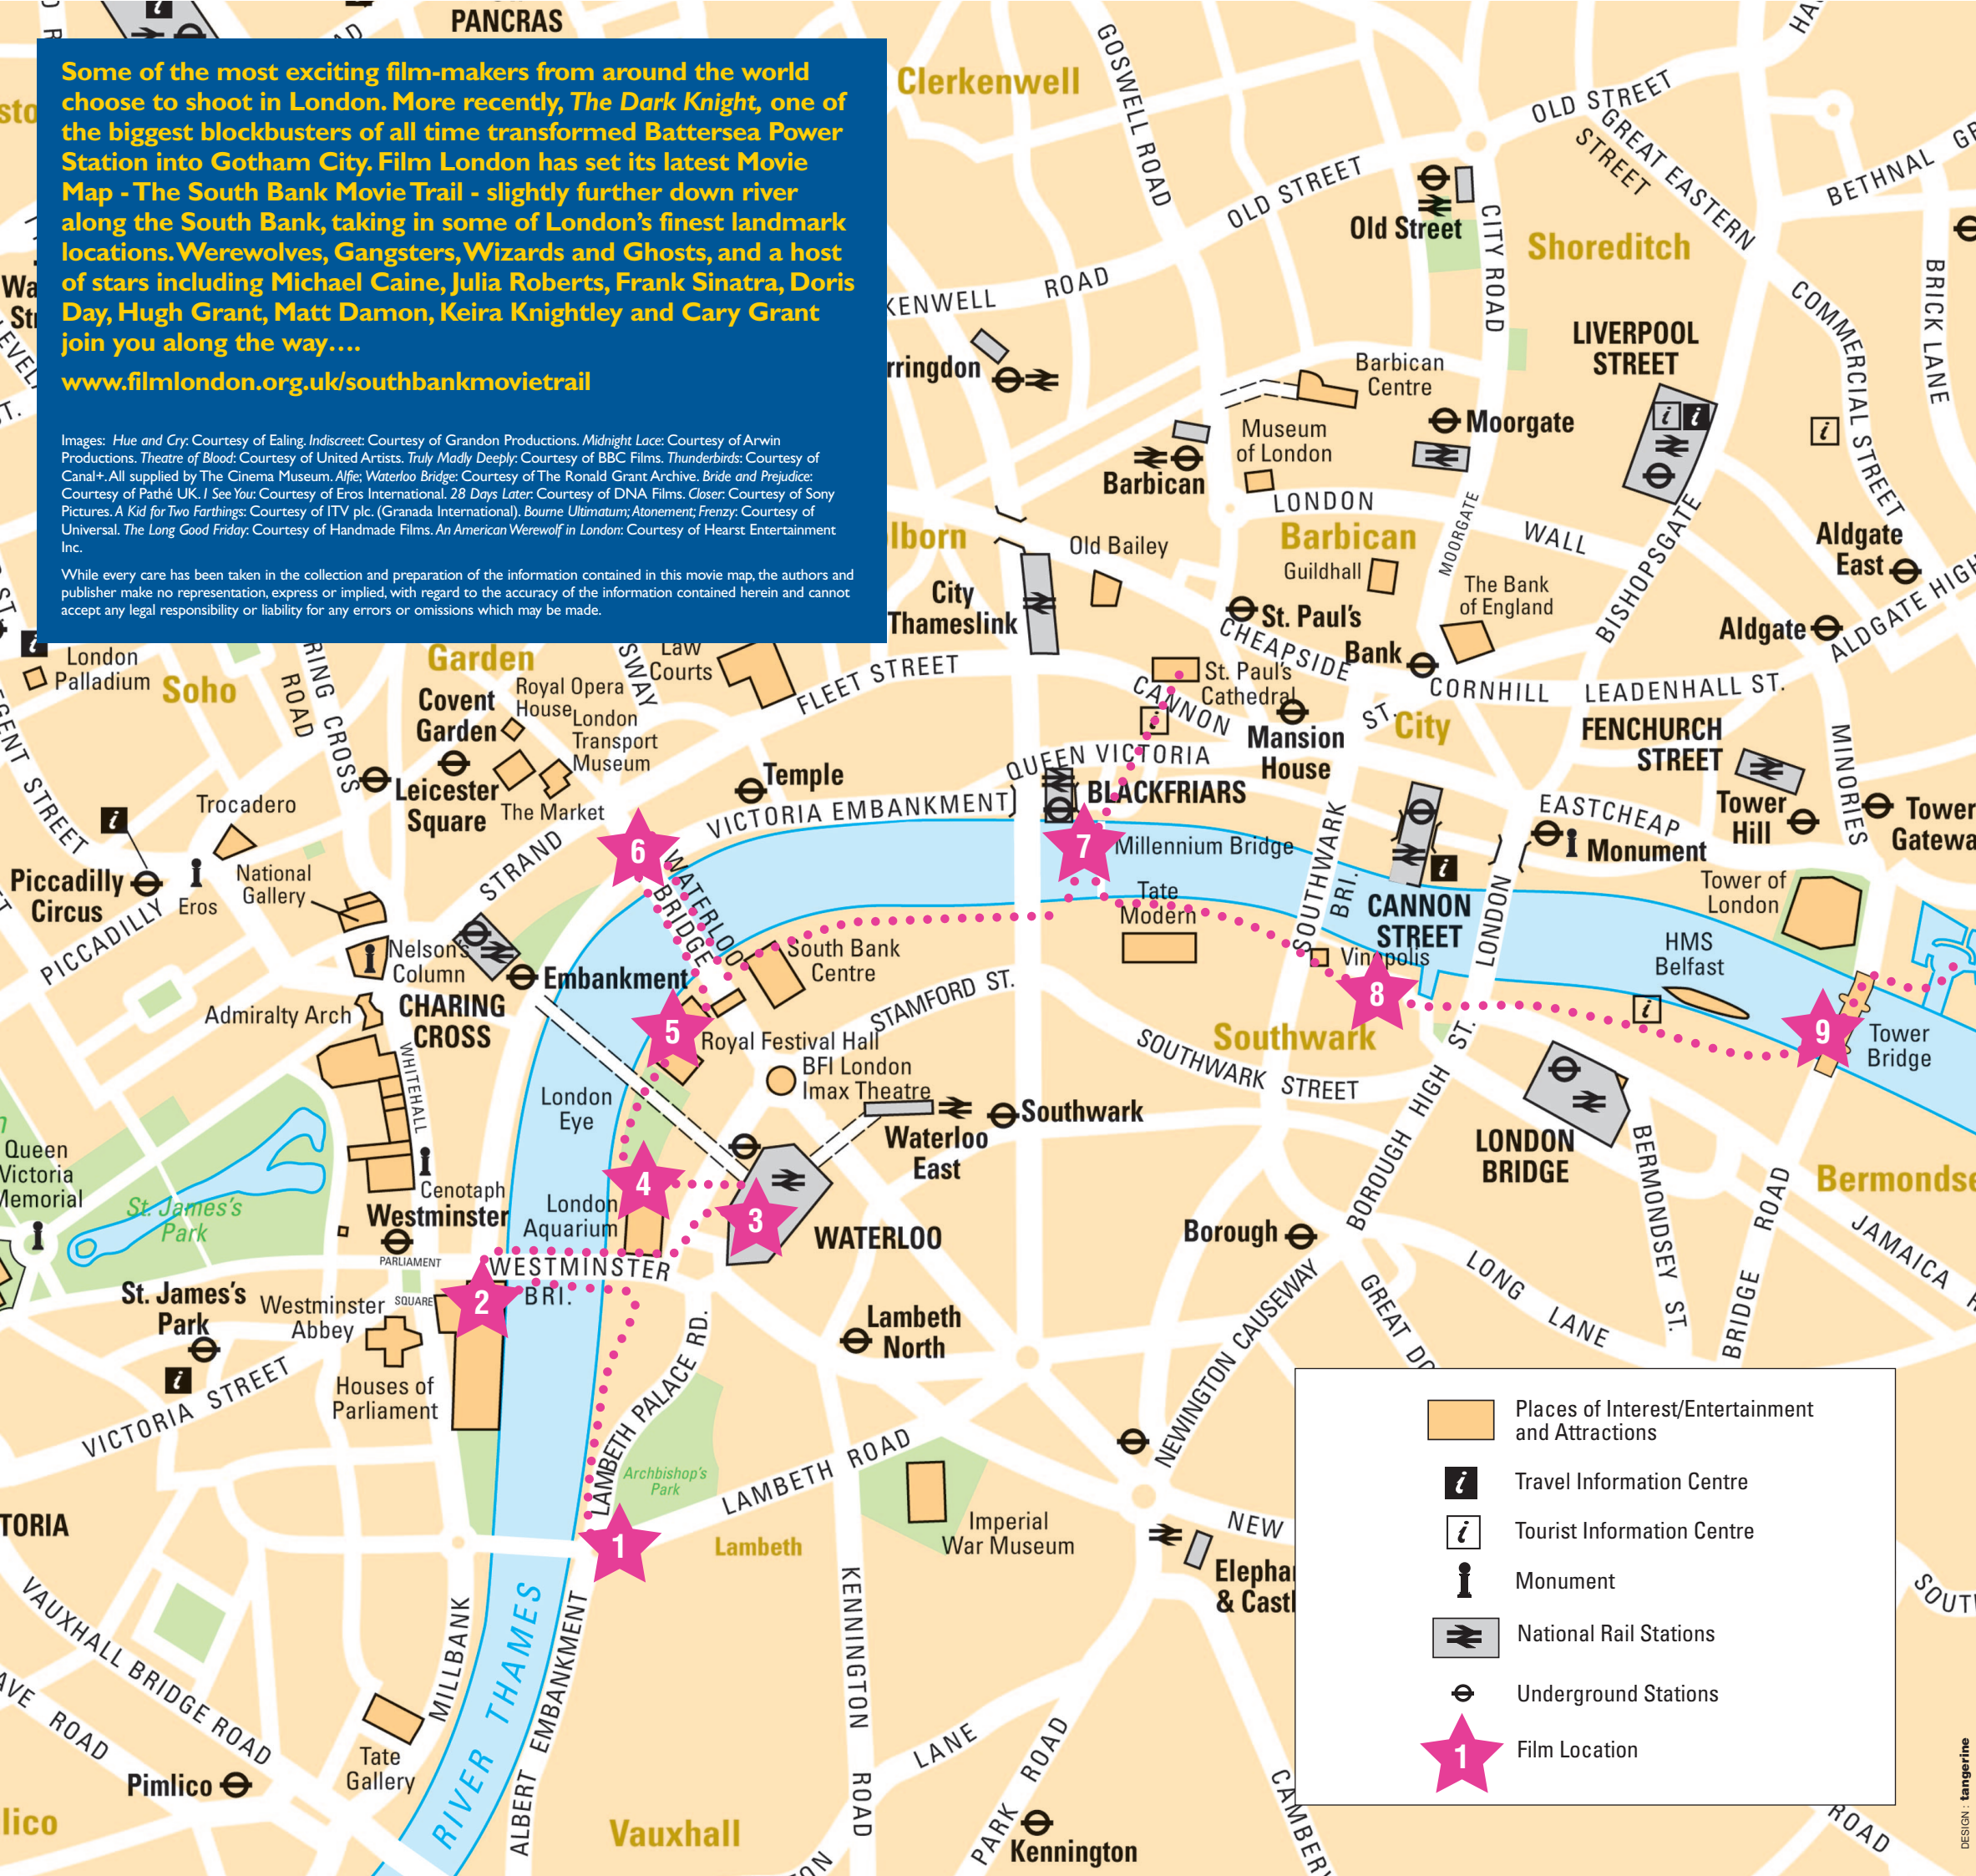 PANCRAS
Some of the most exciting film-makers from around the world
choose to shoot in London. More recently, The Dark Knight, one of
the biggest blockbusters of all time transformed Battersea Power
Station into Gotham City. Film London has set its latest Movie
Map - The South Bank Movie Trail - slightly further down river
along the South Bank, taking in some of London's finest landmark
locations. Werewolves, Gangsters, Wizards and Ghosts, and a host
of stars including Michael Caine, Julia Roberts, Frank Sinatra, Doris
Day, Hugh Grant, Matt Damon, Keira Knightley and Cary Grant
join you along the way....
www.filmlondon.org.uk/southbankmovietrail
Images: Hue and Cry: Courtesy of Ealing. Indiscreet: Courtesy of Grandon Productions. Midnight Lace: Courtesy of Arwin
Productions. Theatre of Blood: Courtesy of United Artists. Truly Madly Deeply: Courtesy of BBC Films. Thunderbirds: Courtesy of
Canal+. All supplied by The Cinema Museum. Alfie; Waterloo Bridge: Courtesy of The Ronald Grant Archive. Bride and Prejudice:
Courtesy of Pathé UK. I See You: Courtesy of Eros International. 28 Days Later: Courtesy of DNA Films. Closer: Courtesy of Sony
Pictures. A Kid for Two Farthings: Courtesy of ITV plc. (Granada International). Bourne Ultimatum; Atonement; Frenzy: Courtesy of
Universal. The Long Good Friday: Courtesy of Handmade Films. An American Werewolf in London: Courtesy of Hearst Entertainment
Inc.
While every care has been taken in the collection and preparation of the information contained in this movie map, the authors and
publisher make no representation, express or implied, with regard to the accuracy of the information contained herein and cannot
accept any legal responsibility or liability for any errors or omissions which may be made.
Clerkenwell
GOSWELL ROAD
OLD STREET
OLD STREET
GREAT EASTERN
STREET
BETHNAL
Old Street
CITY ROAD
Shoreditch
BRICK LANE
COMMERCIAL STREET
KENWELL ROAD
rringdon
LIVERPOOL
STREET
Barbican
Centre
Moorgate
Museum
of London
Barbican
LONDON
WALL
Barbican
MOORGATE
BISHOPSGATE
Aldgate
East
lborn
Old Bailey
Guildhall
The Bank
of England
City
Thameslink
St. Paul's
CHEAPSIDE
Bank
Aldgate
ALDGATE HIGH
CORNHILL
LEADENHALL ST.
London
Palladium
Soho
RING CROSS
ROAD
Garden
SWAY
Law
Courts
FLEET STREET
St. Paul's
Cathedral
CANNON
ST.
City
Covent
Garden
Royal Opera
House
London
Transport
Museum
The Market
Leicester
Square
Temple
QUEEN VICTORIA
Mansion
House
FENCHURCH
STREET
MINORIES
GENT STREET
Trocadero
BLACKFRIARS
VICTORIA EMBANKMENT
EASTCHEAP
Tower
Hill
Tower
Gatewa
Monument
Piccadilly
Circus
Eros
National
Gallery
STRAND
6
WATERLOO
BRIDGE
7
Millennium Bridge
SOUTHWARK
BRI.
CANNON
STREET
LONDON
Tower of
London
PICCADILLY
Nelson's
Column
Embankment
South Bank
Centre
Tate
Modern
Vinopolis
HMS
Belfast
Admiralty Arch
CHARING
CROSS
5
Royal Festival Hall
STAMFORD ST.
8
9
Tower
Bridge
WHITEHALL
BFI London
Imax Theatre
SOUTHWARK STREET
Southwark
ST.
London
Eye
Waterloo
East
Southwark
BOROUGH HIGH
LONDON
BRIDGE
BERMONDSEY
ST.
Bermondse
Queen
Victoria
Memorial
St. James's
Park
Cenotaph
Westminster
London
Aquarium
4
3
WATERLOO
Borough
JAMAICA
PARLIAMENT
SQUARE
WESTMINSTER
BRI.
2
St. James's
Park
Westminster
Abbey
Houses of
Parliament
VICTORIA STREET
LAMBETH PALACE RD.
Lambeth
North
NEWINGTON CAUSEWAY
GREAT DO
LONG LANE
BRIDGE ROAD
Archbishop's
Park
LAMBETH ROAD
1
Lambeth
Imperial
War Museum
NEW
Elepha
& Castl
TORIA
VAUXHALL BRIDGE ROAD
MILLBANK
RIVER THAMES
ALBERT EMBANKMENT
KENNINGTON
ROAD
LANE
PARK ROAD
Tate
Gallery
Pimlico
lico
AVE ROAD
Vauxhall
Kennington
CAMBER
ROAD
SOUT
Places of Interest/Entertainment
and Attractions
Travel Information Centre
Tourist Information Centre
Monument
National Rail Stations
Underground Stations
1
Film Location
DESIGN : tangerine